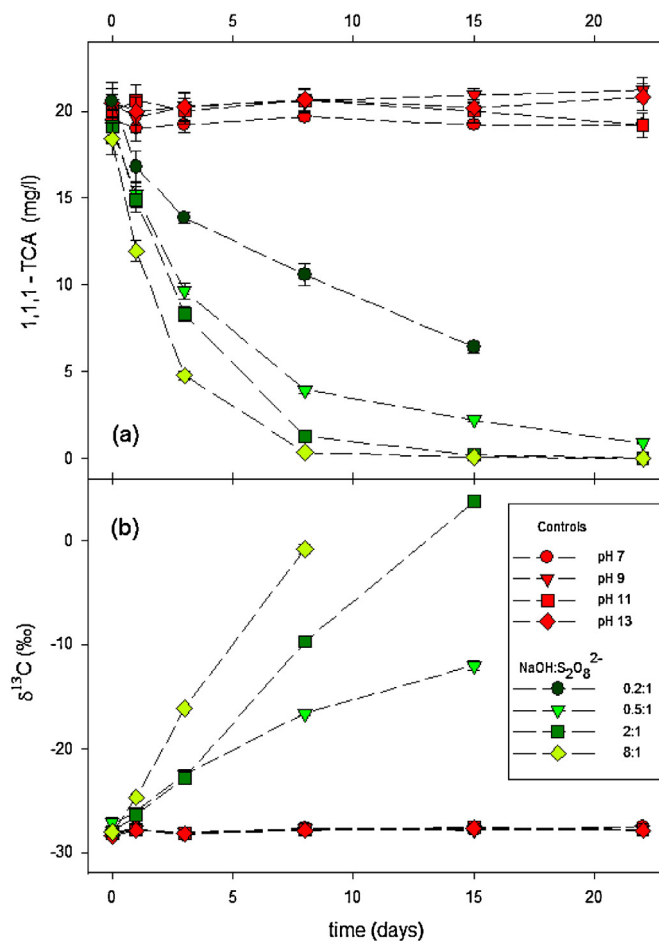 0 5 10 15 20
20
15
10
5
0
1,1,1 - TCA (mg/l)
(a)
(b)
0
-10
-20
-30
δ¹³C (‰)
Controls
pH 7
pH 9
pH 11
pH 13
NaOH:S₂O₈²⁻
0.2:1
0.5:1
2:1
8:1
0 5 10 15 20
time (days)